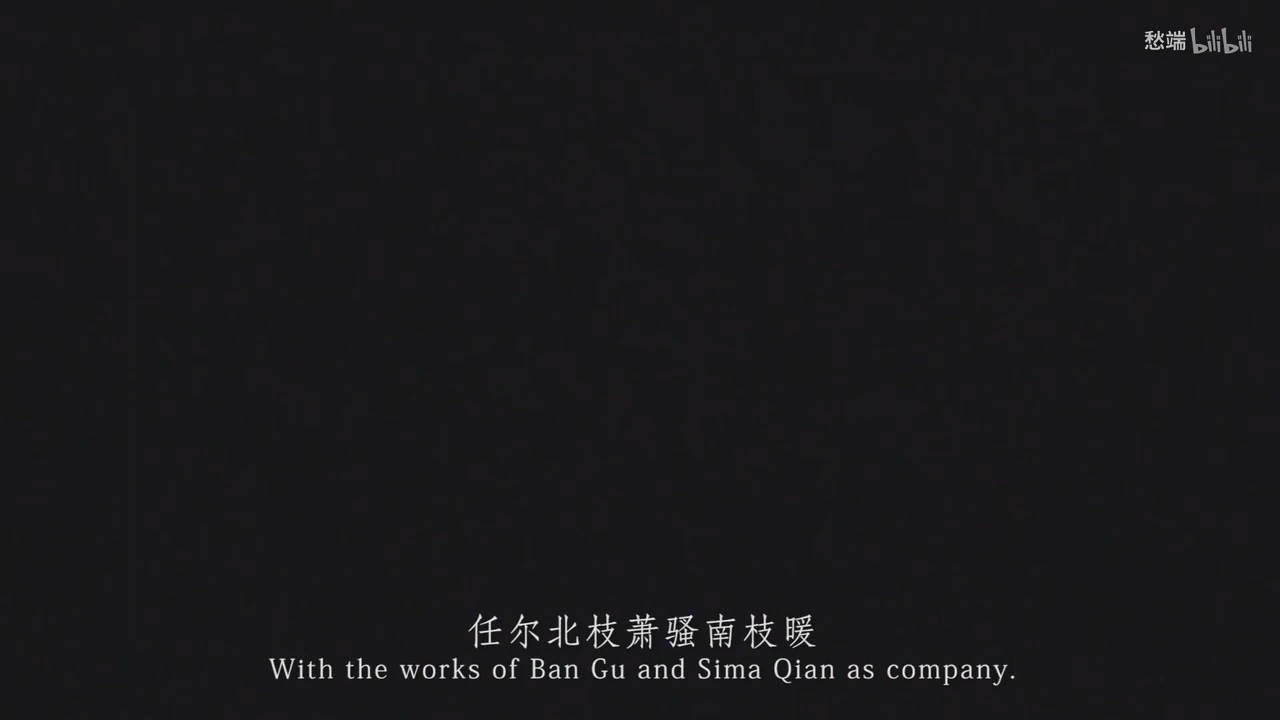 愁端 bilibili
任尔北枝萧骚南枝暖
With the works of Ban Gu and Sima Qian as company.